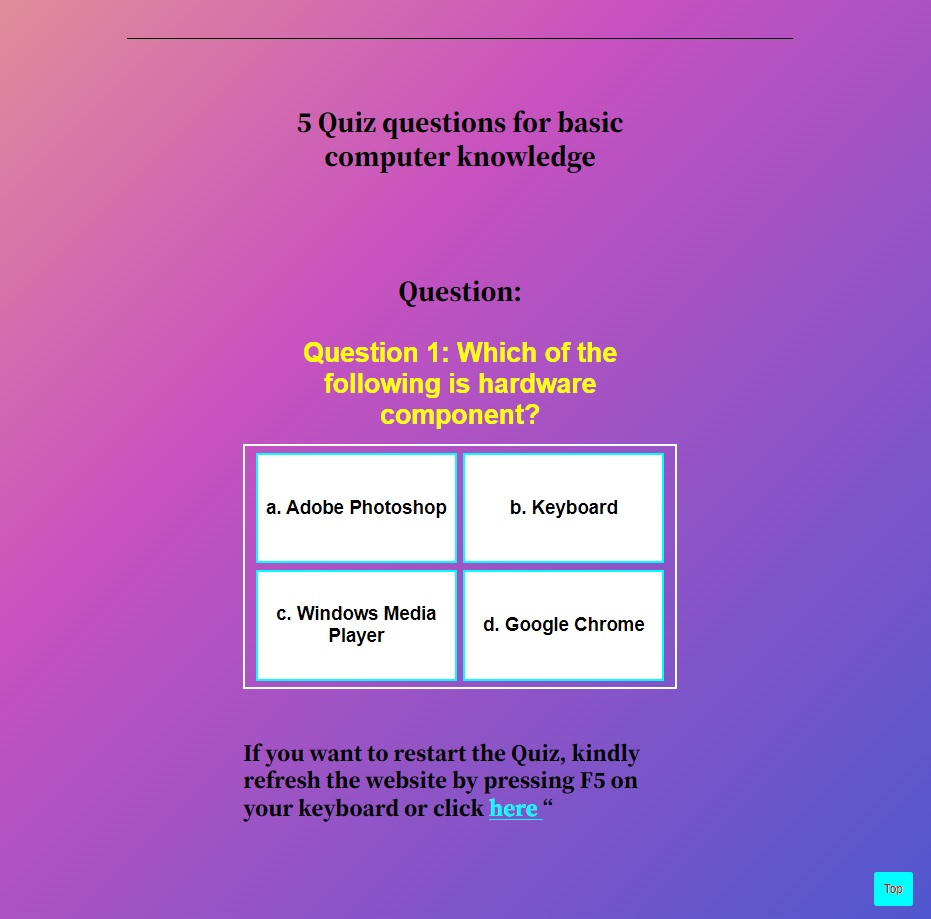 5 Quiz questions for basic
computer knowledge
Question:
Question 1: Which of the
following is hardware
component?
a. Adobe Photoshop
b. Keyboard
c. Windows Media
Player
d. Google Chrome
If you want to restart the Quiz, kindly
refresh the website by pressing F5 on
your keyboard or click here “
Top